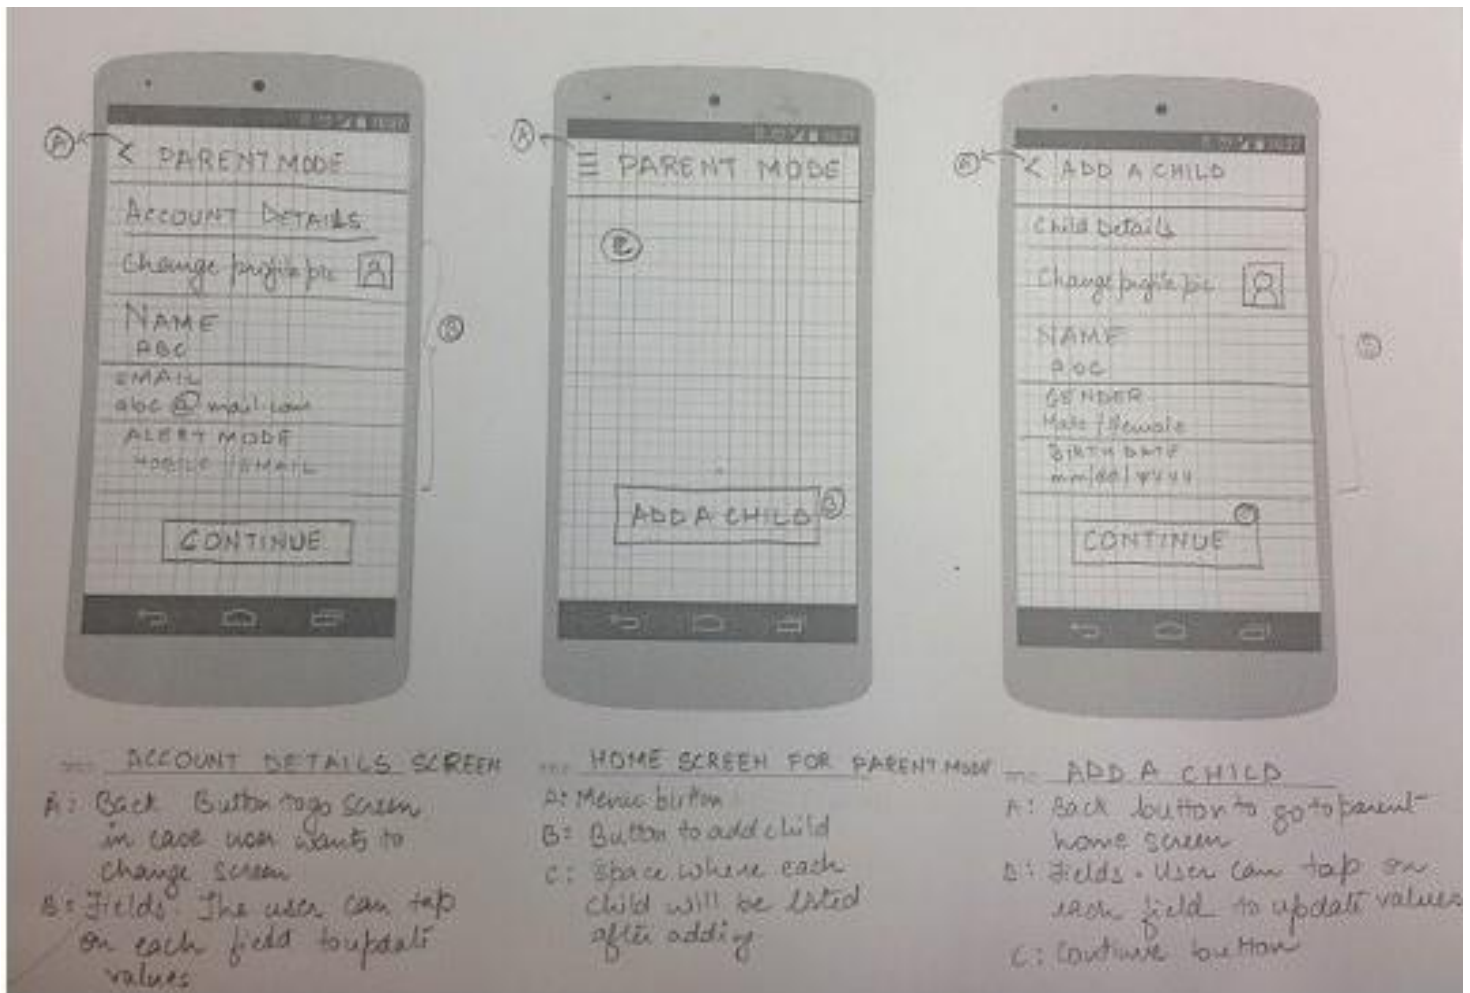 A
< PARENT MODE
ACCOUNT DETAILS
Change profile pic
NAME
ABC
EMAIL
abc@mail.com
ALERT MODE
MOBILE / EMAIL
CONTINUE
B
ACCOUNT DETAILS SCREEN
A: Back Button to go screen
in case user wants to
change screen
B: Fields. The user can tap
on each field to update
values
A
☰ PARENT MODE
C
ADD A CHILD
B
HOME SCREEN FOR PARENT MODE
A: Menu button
B: Button to add child
C: Space where each
child will be listed
after adding
A
< ADD A CHILD
Child Details
Change profile pic
NAME
GENDER
Male / female
BIRTH DATE
mm/dd/yyyy
CONTINUE
ADD A CHILD
A: Back button to go to parent
home screen
Fields. User can tap on
each field to update values
C: Continue button